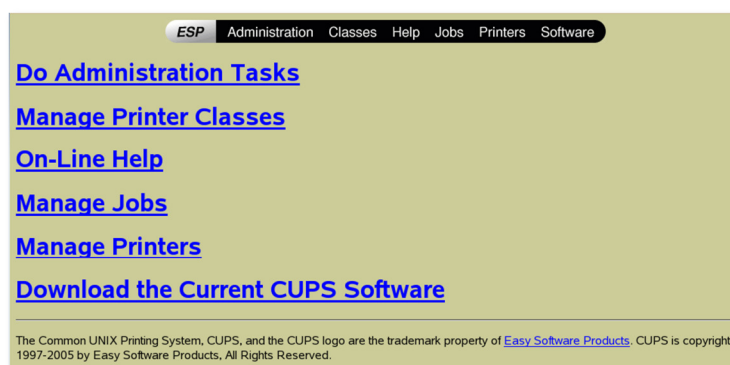 ESP Administration Classes Help Jobs Printers Software
Do Administration Tasks
Manage Printer Classes
On-Line Help
Manage Jobs
Manage Printers
Download the Current CUPS Software
The Common UNIX Printing System, CUPS, and the CUPS logo are the trademark property of Easy Software Products. CUPS is copyright
1997-2005 by Easy Software Products, All Rights Reserved.